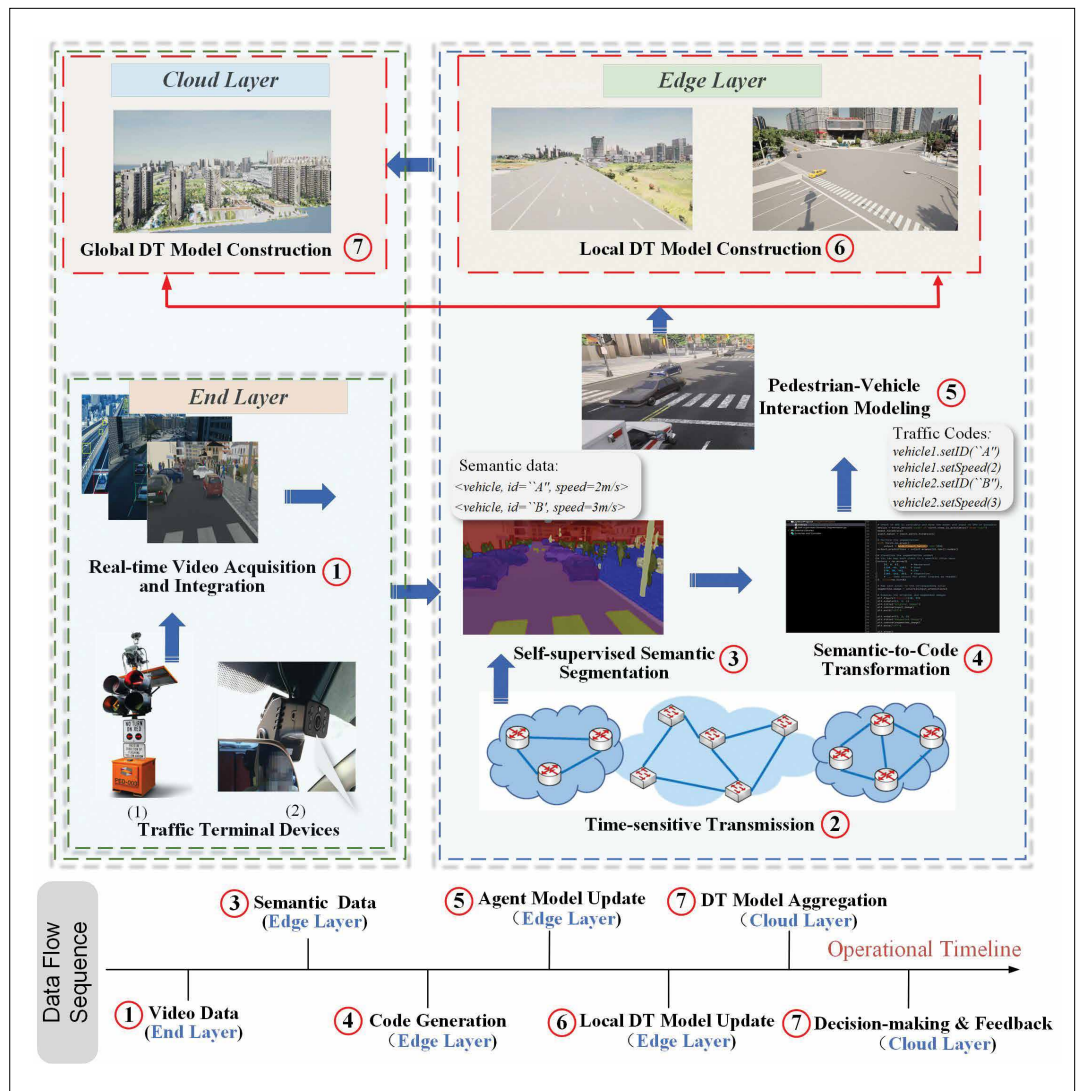 Cloud Layer
Global DT Model Construction
7
Edge Layer
Local DT Model Construction
6
End Layer
Real-time Video Acquisition
and Integration
1
NO TURN
ON RED
(1)
(2)
Traffic Terminal Devices
Pedestrian-Vehicle
Interaction Modeling
5
Semantic data:
<vehicle, id=``A", speed=2m/s>
<vehicle, id=``B', speed=3m/s>
Traffic Codes:
vehicle1.setID(``A")
vehicle1.setSpeed(2)
vehicle2.setID(``B"),
vehicle2.setSpeed(3)
Self-supervised Semantic
Segmentation
3
Semantic-to-Code
Transformation
4
Time-sensitive Transmission
2
Data Flow
Sequence
3 Semantic Data
(Edge Layer)
5 Agent Model Update
(Edge Layer)
7 DT Model Aggregation
(Cloud Layer)
Operational Timeline
1 Video Data
(End Layer)
4 Code Generation
(Edge Layer)
6 Local DT Model Update
(Edge Layer)
7 Decision-making & Feedback
(Cloud Layer)